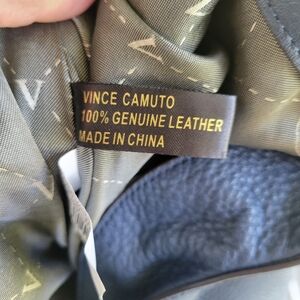 V
VINCE CAMUTO
100% GENUINE LEATHER
MADE IN CHINA